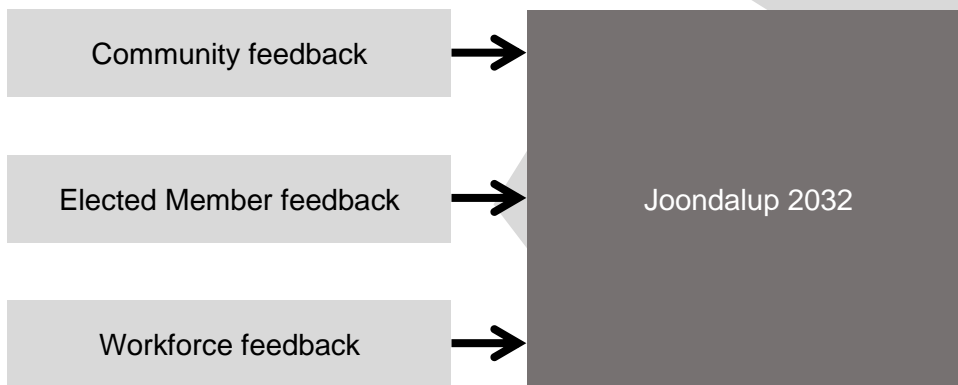 Community feedback
Elected Member feedback
Joondalup 2032
Workforce feedback